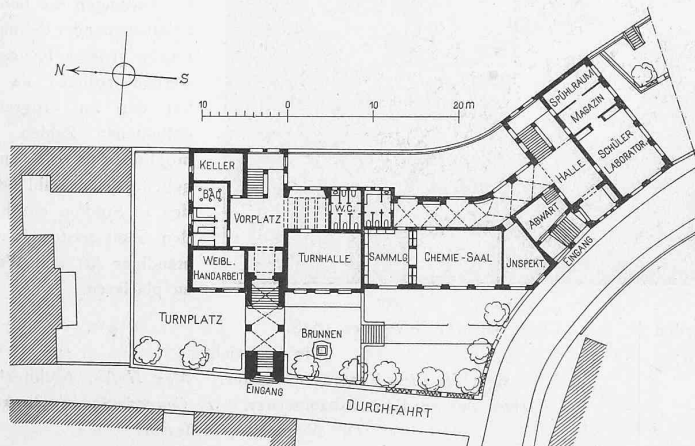 N
S
10
0
10
20 m
KELLER
BAD
VORPLATZ
W.C.
WEIBL.
HANDARBEIT
TURNHALLE
SAMMLG
CHEMIE-SAAL
JNSPEKT.
ABWART
HALLE
SPÜHLRAUM
MAGAZIN
SCHÜLER
LABORATOR.
EINGANG
TURNPLATZ
BRUNNEN
EINGANG
DURCHFAHRT